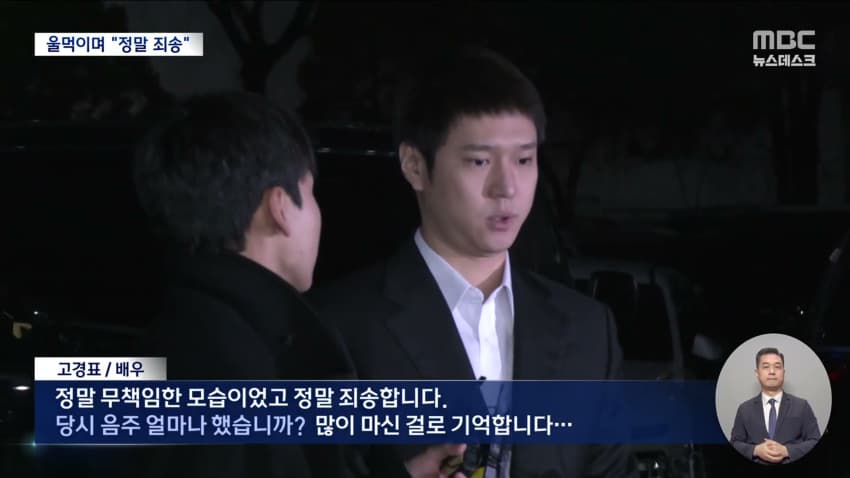 울먹이며 "정말 죄송"
MBC
뉴스데스크
고경표 / 배우
정말 무책임한 모습이었고 정말 죄송합니다.
당시 음주 얼마나 했습니까? 많이 마신 걸로 기억합니다…